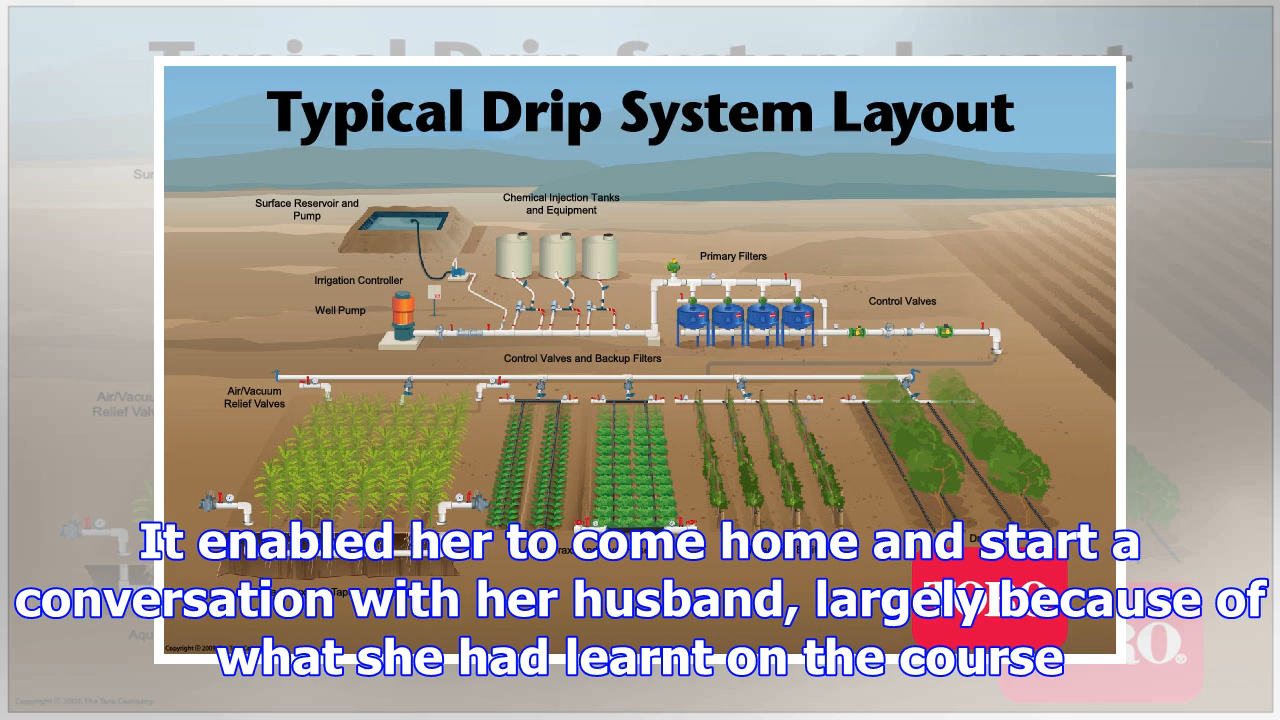 Typical Drip System Layout
Chemical Injection Tanks
and Equipment
Surface Reservoir and
Pump
Primary Filters
Irrigation Controller
Control Valves
Well Pump
Control Valves and Backup Filters
Air/Vacuum
Relief Valves
It enabled her to come home and start a
conversation with her husband, largely because of
what she had learnt on the course